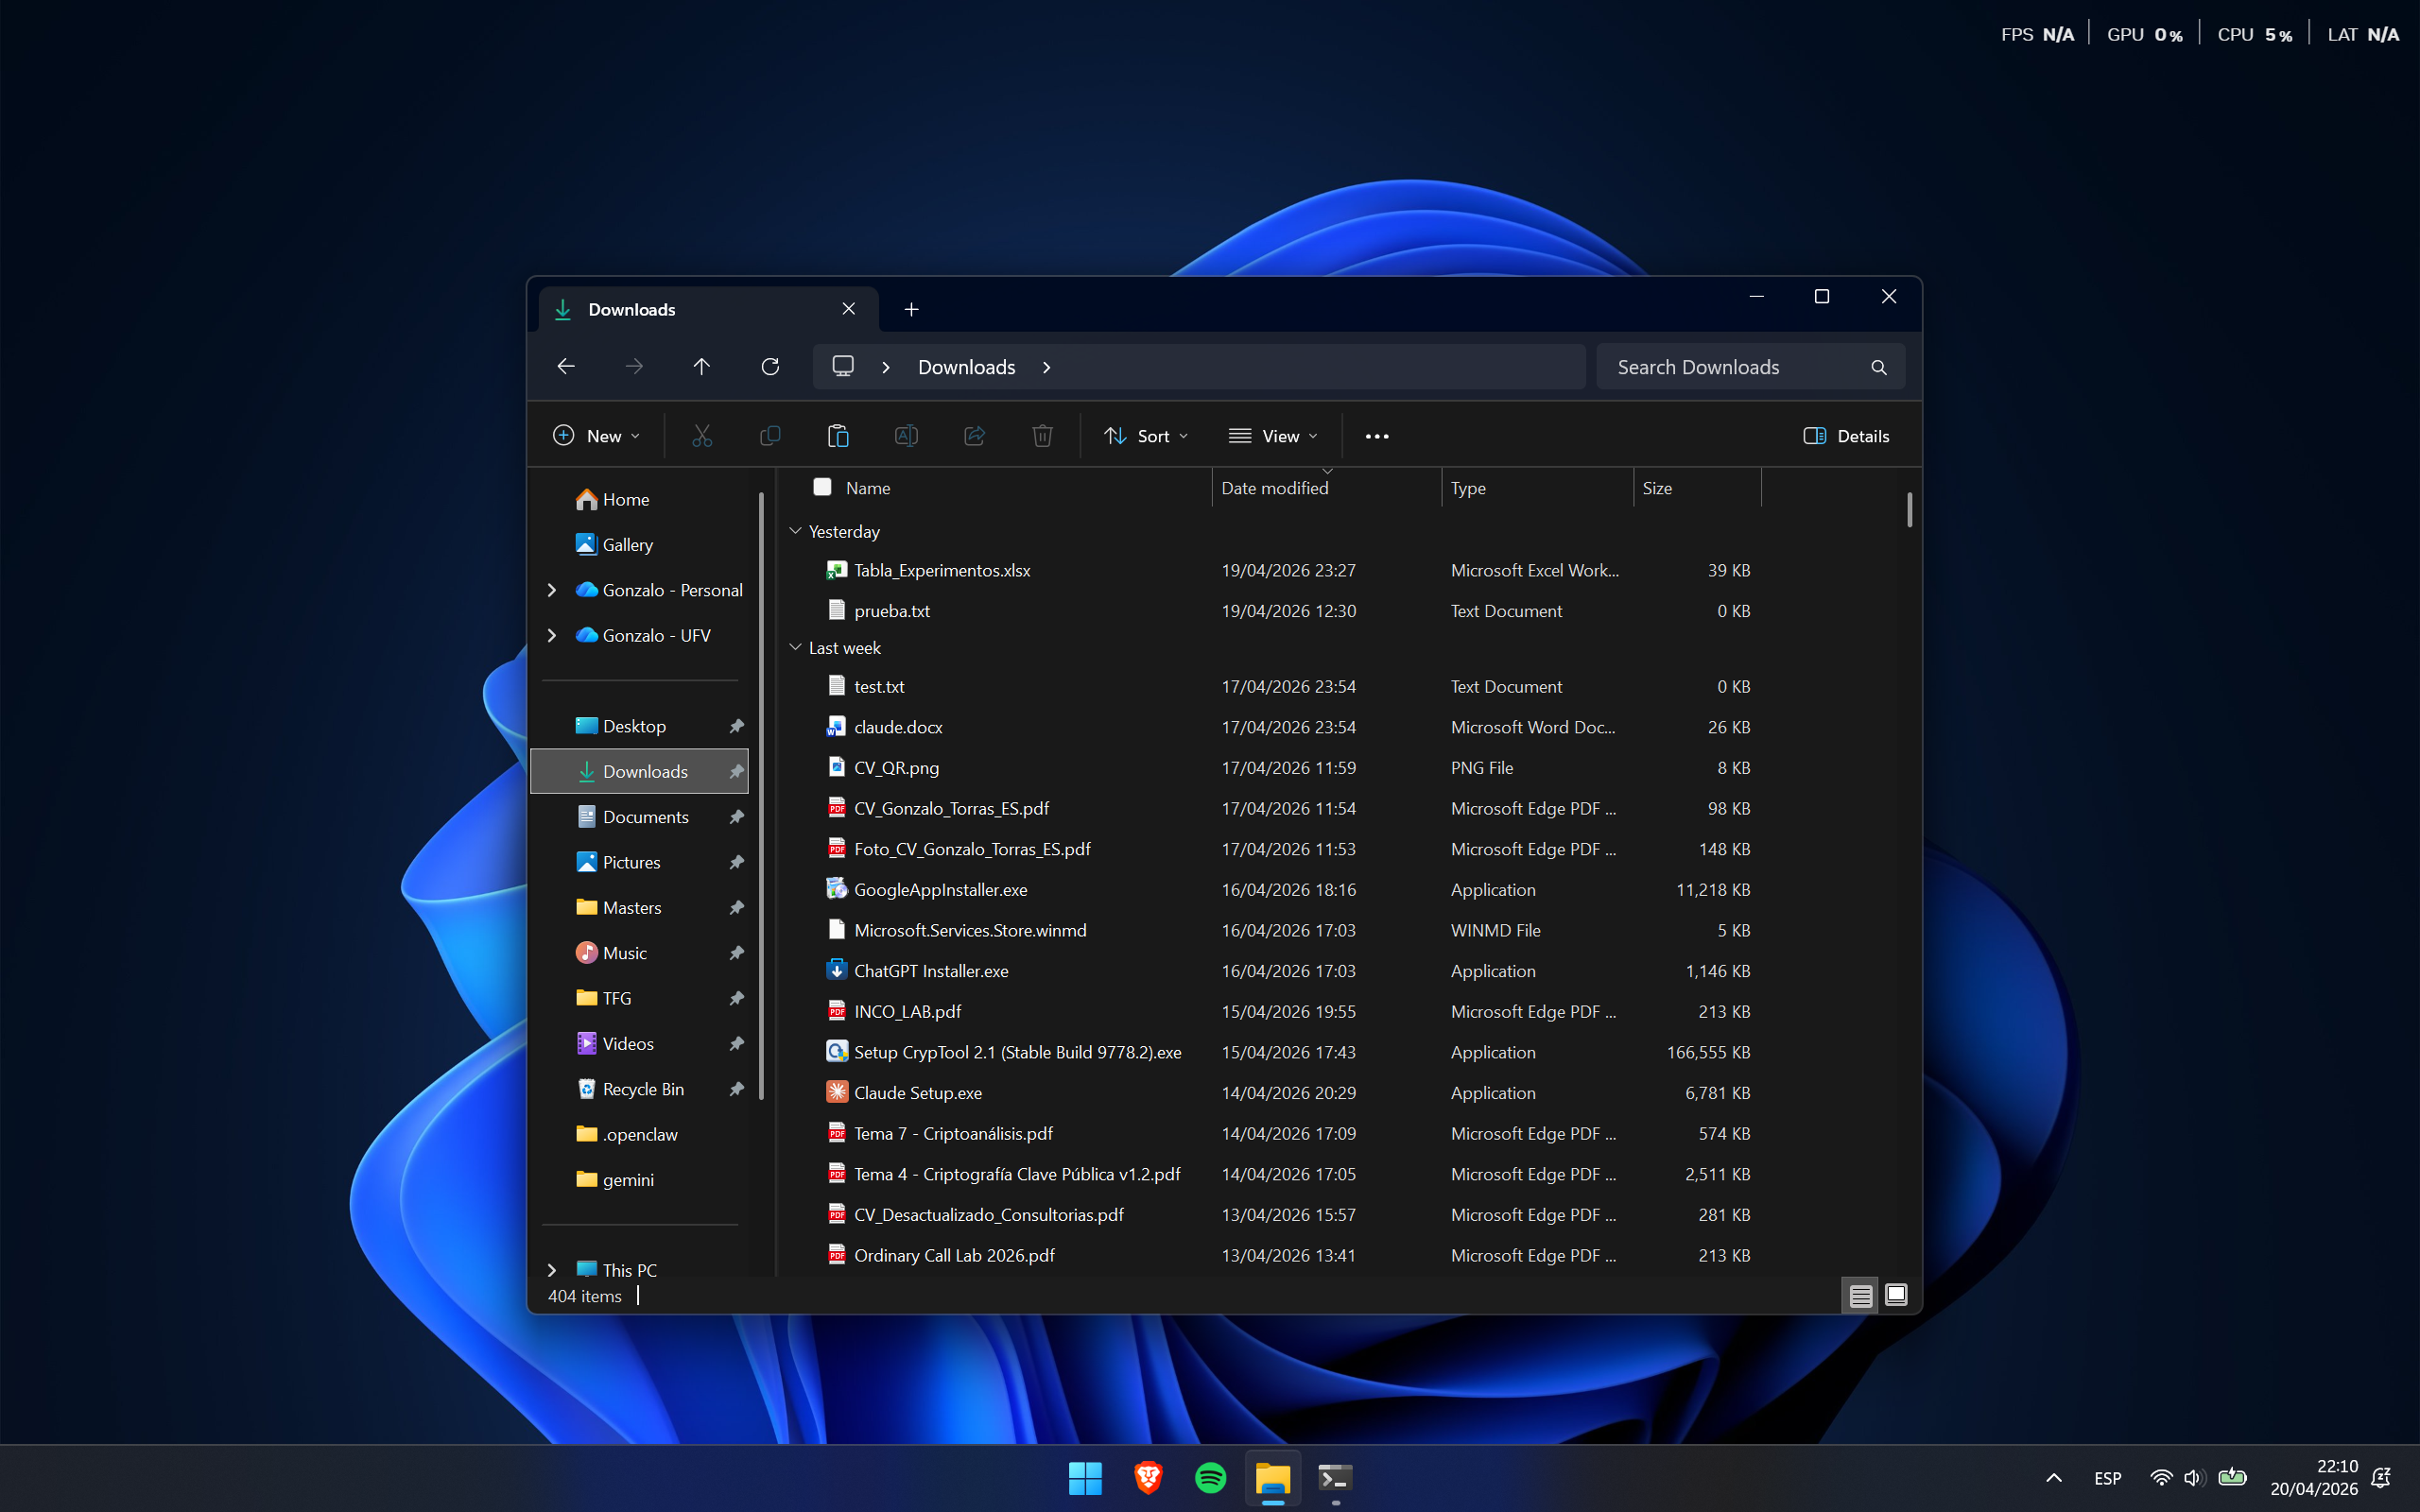 FPS N/A GPU 0% CPU 5% LAT N/A
Downloads
Downloads
Search Downloads
New
Sort
View
Details
Home
Gallery
Gonzalo - Personal
Gonzalo - UFV
Desktop
Downloads
Documents
Pictures
Masters
Music
TFG
Videos
Recycle Bin
.openclaw
gemini
This PC
Name Date modified Type Size
Yesterday
Tabla_Experimentos.xlsx 19/04/2026 23:27 Microsoft Excel Work... 39 KB
prueba.txt 19/04/2026 12:30 Text Document 0 KB
Last week
test.txt 17/04/2026 23:54 Text Document 0 KB
claude.docx 17/04/2026 23:54 Microsoft Word Doc... 26 KB
CV_QR.png 17/04/2026 11:59 PNG File 8 KB
CV_Gonzalo_Torras_ES.pdf 17/04/2026 11:54 Microsoft Edge PDF ... 98 KB
Foto_CV_Gonzalo_Torras_ES.pdf 17/04/2026 11:53 Microsoft Edge PDF ... 148 KB
GoogleAppInstaller.exe 16/04/2026 18:16 Application 11,218 KB
Microsoft.Services.Store.winmd 16/04/2026 17:03 WINMD File 5 KB
ChatGPT Installer.exe 16/04/2026 17:03 Application 1,146 KB
INCO_LAB.pdf 15/04/2026 19:55 Microsoft Edge PDF ... 213 KB
Setup CrypTool 2.1 (Stable Build 9778.2).exe 15/04/2026 17:43 Application 166,555 KB
Claude Setup.exe 14/04/2026 20:29 Application 6,781 KB
Tema 7 - Criptoanálisis.pdf 14/04/2026 17:09 Microsoft Edge PDF ... 574 KB
Tema 4 - Criptografía Clave Pública v1.2.pdf 14/04/2026 17:05 Microsoft Edge PDF ... 2,511 KB
CV_Desactualizado_Consultorias.pdf 13/04/2026 15:57 Microsoft Edge PDF ... 281 KB
Ordinary Call Lab 2026.pdf 13/04/2026 13:41 Microsoft Edge PDF ... 213 KB
404 items
ESP
22:10
20/04/2026